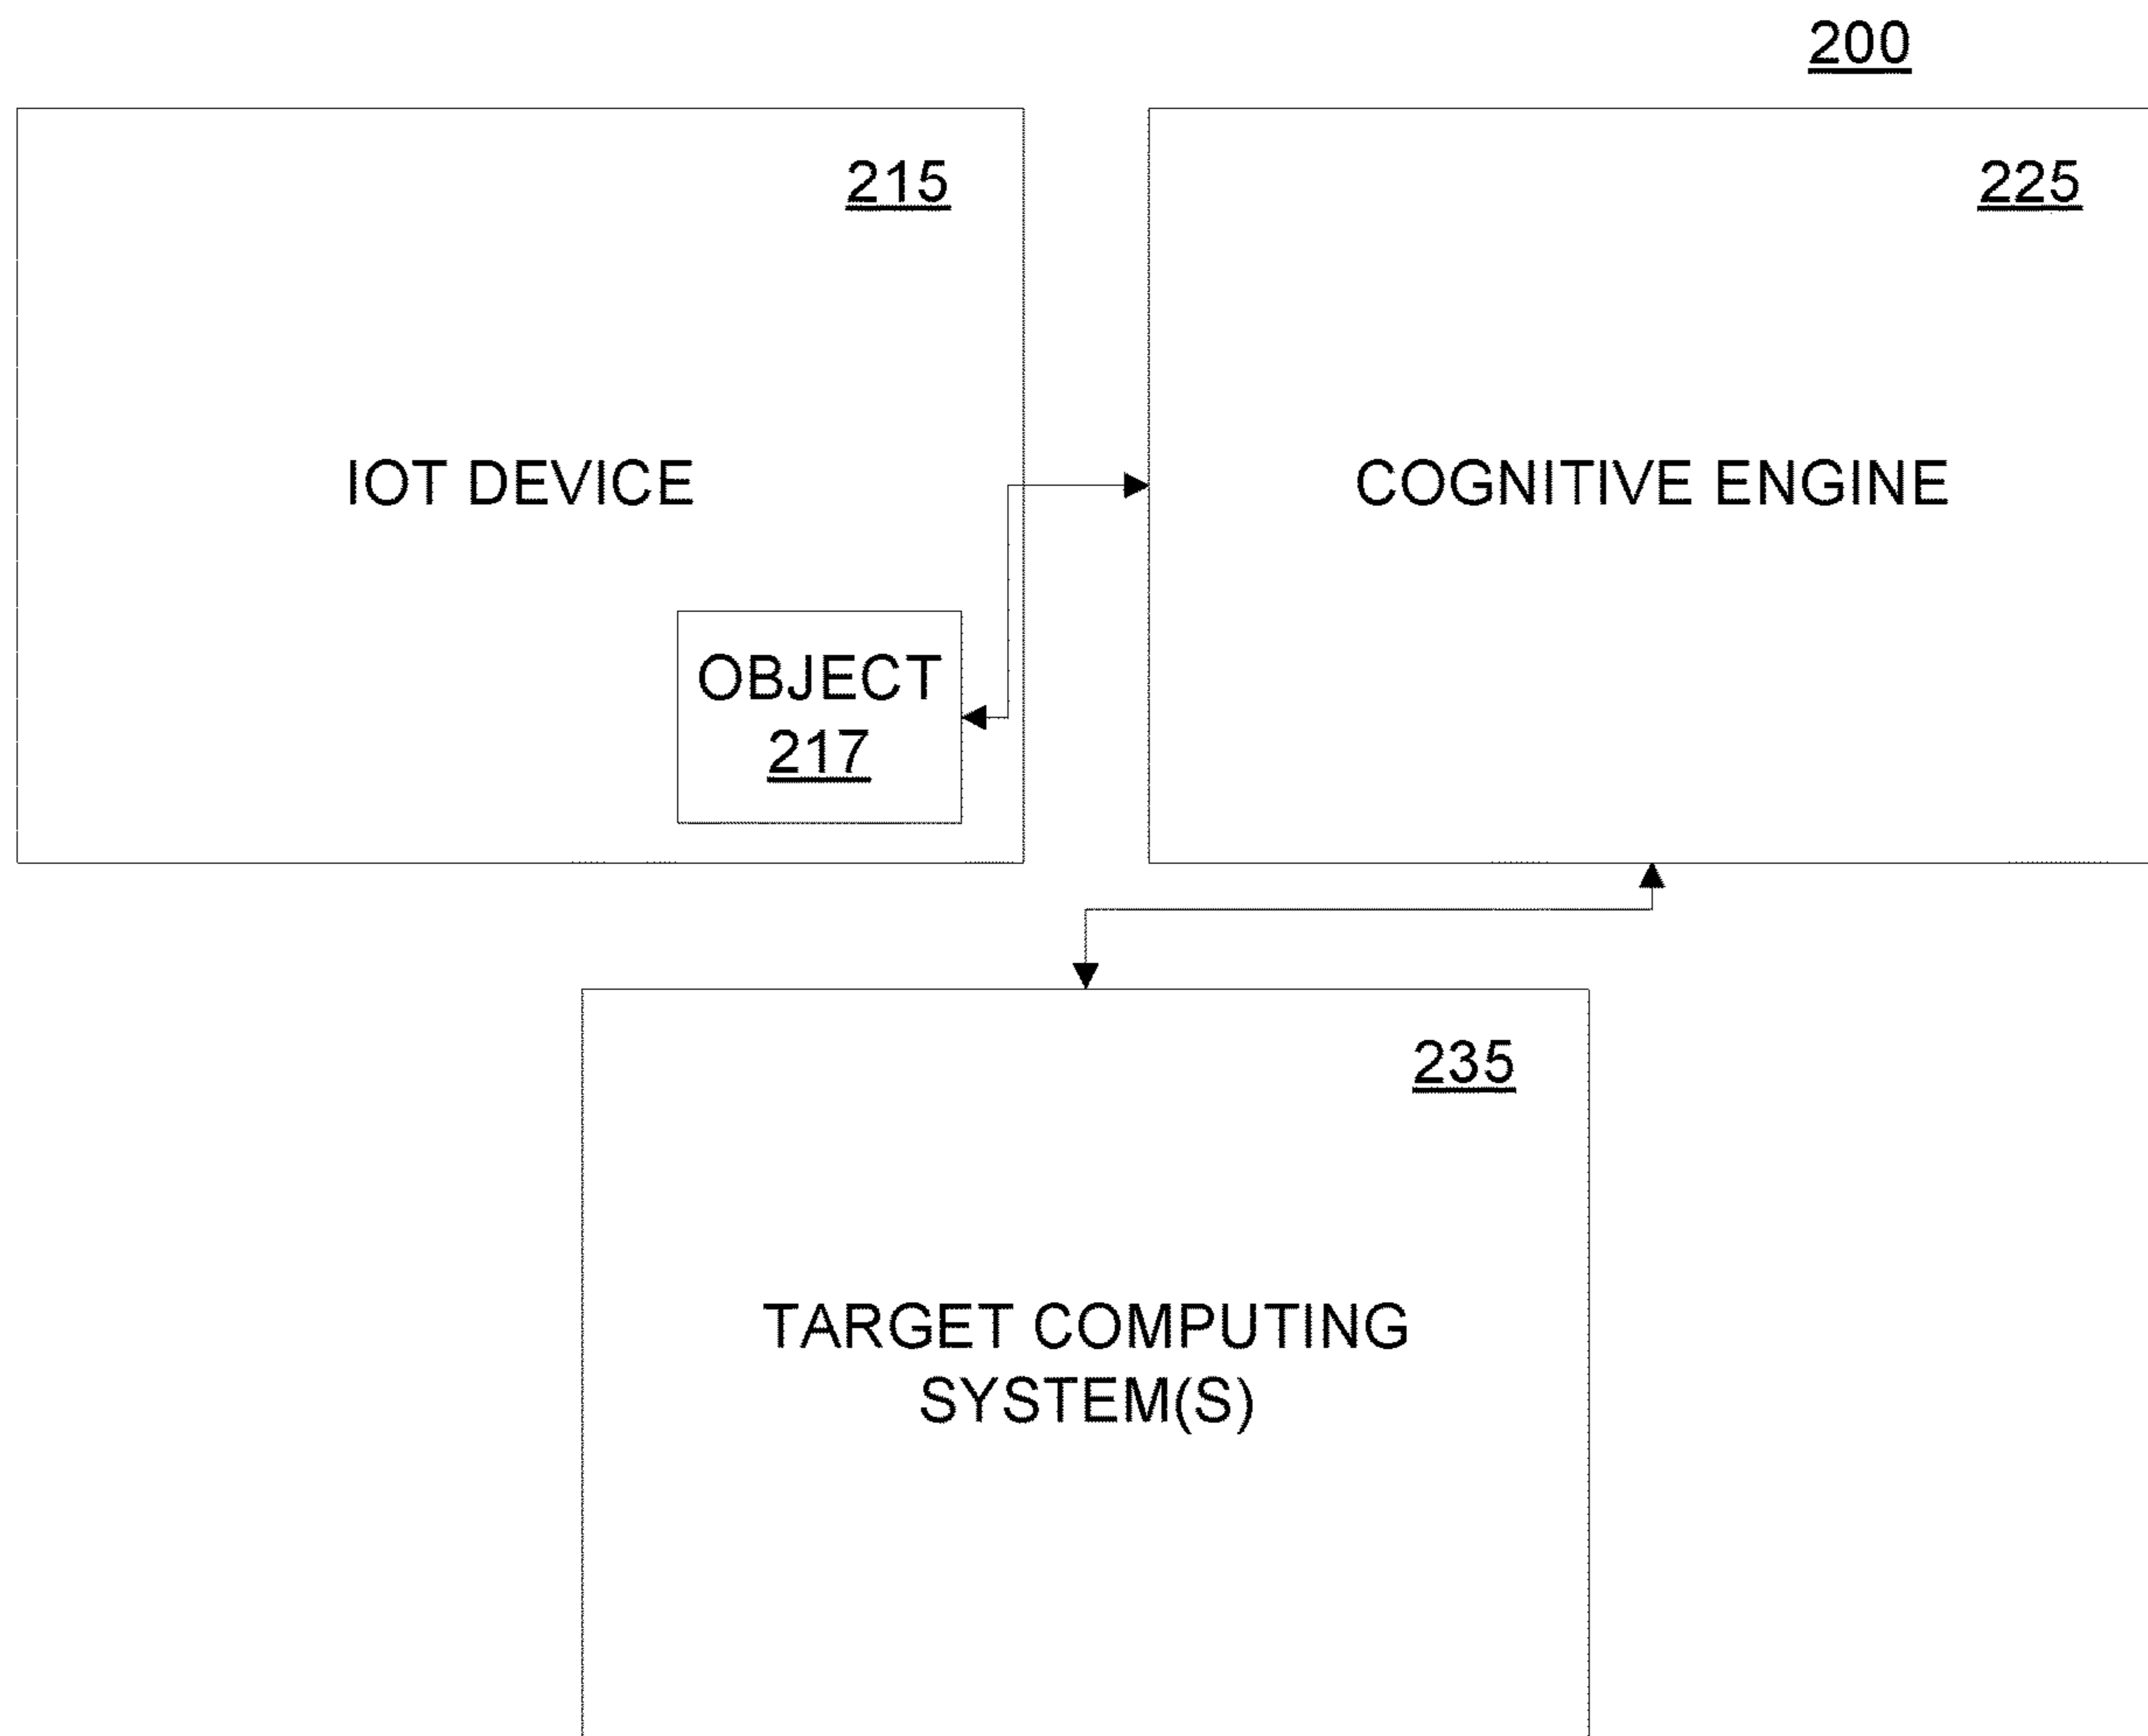 200
215
225
IOT DEVICE
COGNITIVE ENGINE
OBJECT
217
235
TARGET COMPUTING
SYSTEM(S)